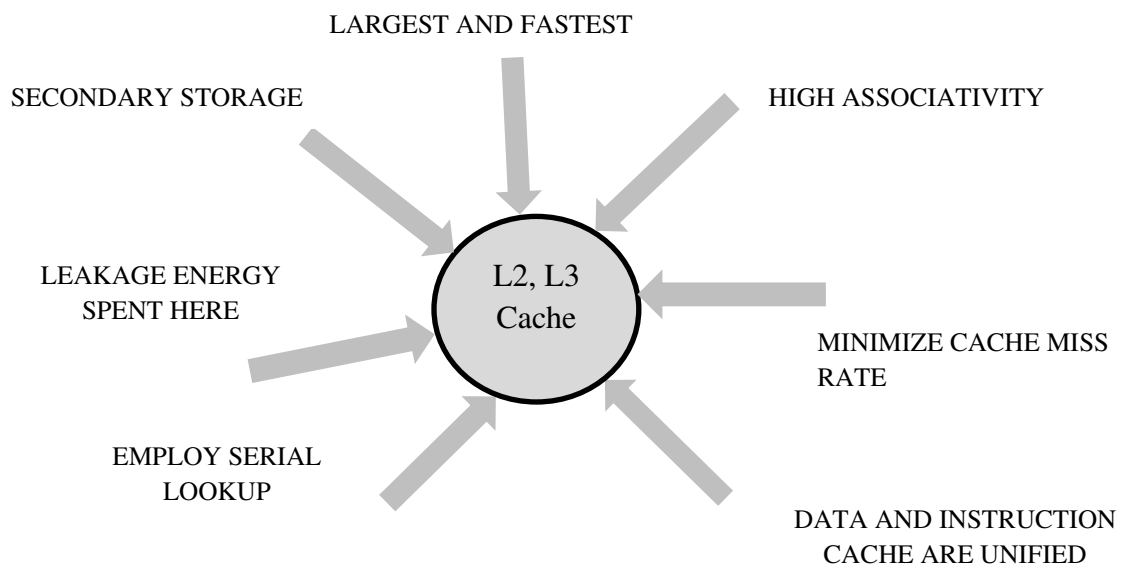 LARGEST AND FASTEST
SECONDARY STORAGE
HIGH ASSOCIATIVITY
L2, L3
Cache
LEAKAGE ENERGY
SPENT HERE
MINIMIZE CACHE MISS
RATE
EMPLOY SERIAL
LOOKUP
DATA AND INSTRUCTION
CACHE ARE UNIFIED